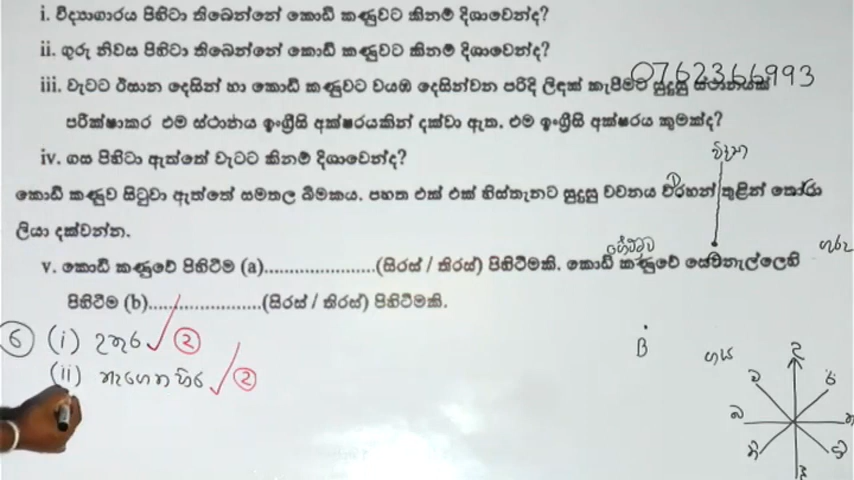 i. විද්‍යාගාරය පිහිටා තිබෙන්නේ කොඩි කණුවට කිනම් දිශාවෙන්ද?
ii. ගුරු නිවස පිහිටා තිබෙන්නේ කොඩි කණුවට කිනම් දිශාවෙන්ද?
iii. වැටට ඊසාන දෙසින් හා කොඩි කණුවට වයඹ දෙසින්වන පරිදි ලිඳක් කැපීමට සුදුසු ස්ථානයක්
0762366993
පරීක්ෂාකර එම ස්ථානය ඉංග්‍රීසි අක්ෂරයකින් දක්වා ඇත. එම ඉංග්‍රීසි අක්ෂරය කුමක්ද?
iv. ගස පිහිටා ඇත්තේ වැටට කිනම් දිශාවෙන්ද?
විද්‍යා
කොඩි කණුව සිටුවා ඇත්තේ සමතල බිමකය. පහත එක් එක් හිස්තැනට සුදුසු වචනය වරහන් තුළින් තෝරා
D
ලියා දක්වන්න.
ගුරු
v. කොඩි කණුවේ පිහිටීම (a)......................(සිරස් / තිරස්) පිහිටීමකි. කොඩි කණුවේ සෙවනැල්ලෙහි
පිහිටීම (b)......................(සිරස් / තිරස්) පිහිටීමකි.
6 (i) උතුර 2
(ii) නැගෙනහිර 2
B
ගස
උ
ව
ඊ
බ
න
නි
ගි
ද